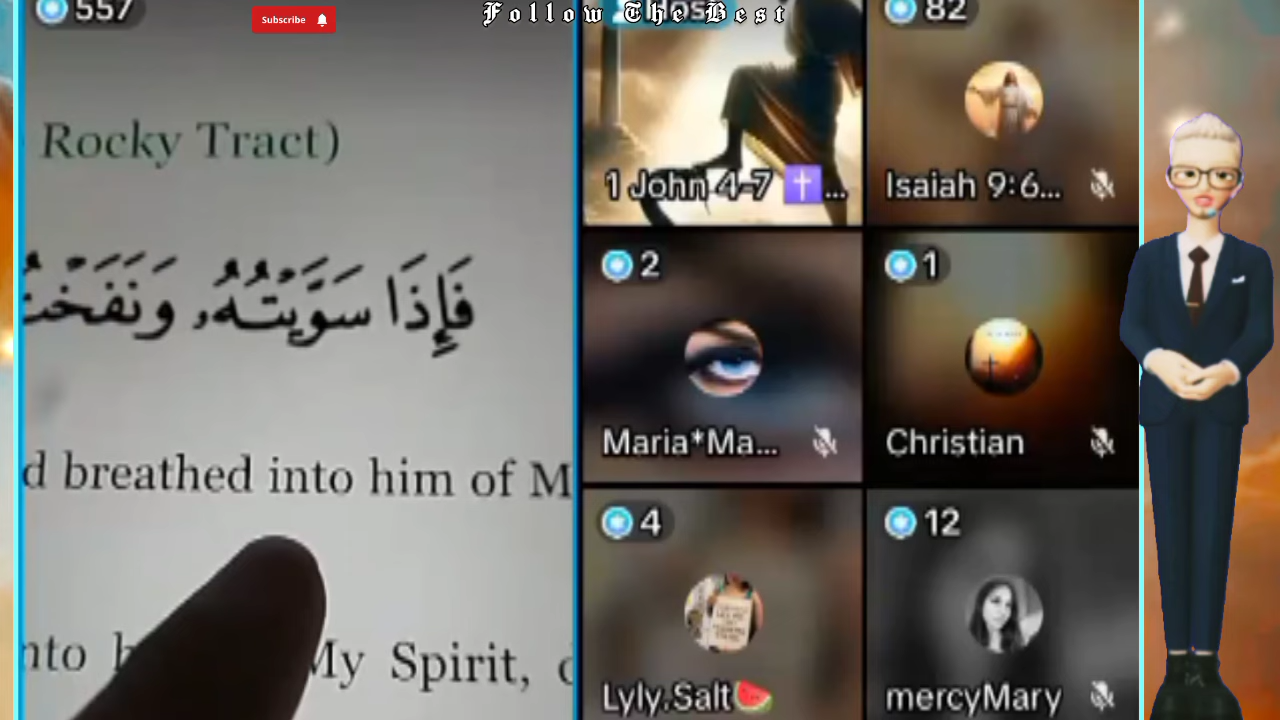 557
Subscribe
Follow The Best
Host
82
Rocky Tract)
1 John 4-7 ✝️...
Isaiah 9:6...
فَإِذَا سَوَّيْتُهُۥ وَنَفَخْتُ
2
1
Maria*Ma...
Christian
d breathed into him of M
4
12
nto My Spirit,
Lyly.Salt🍉
mercyMary